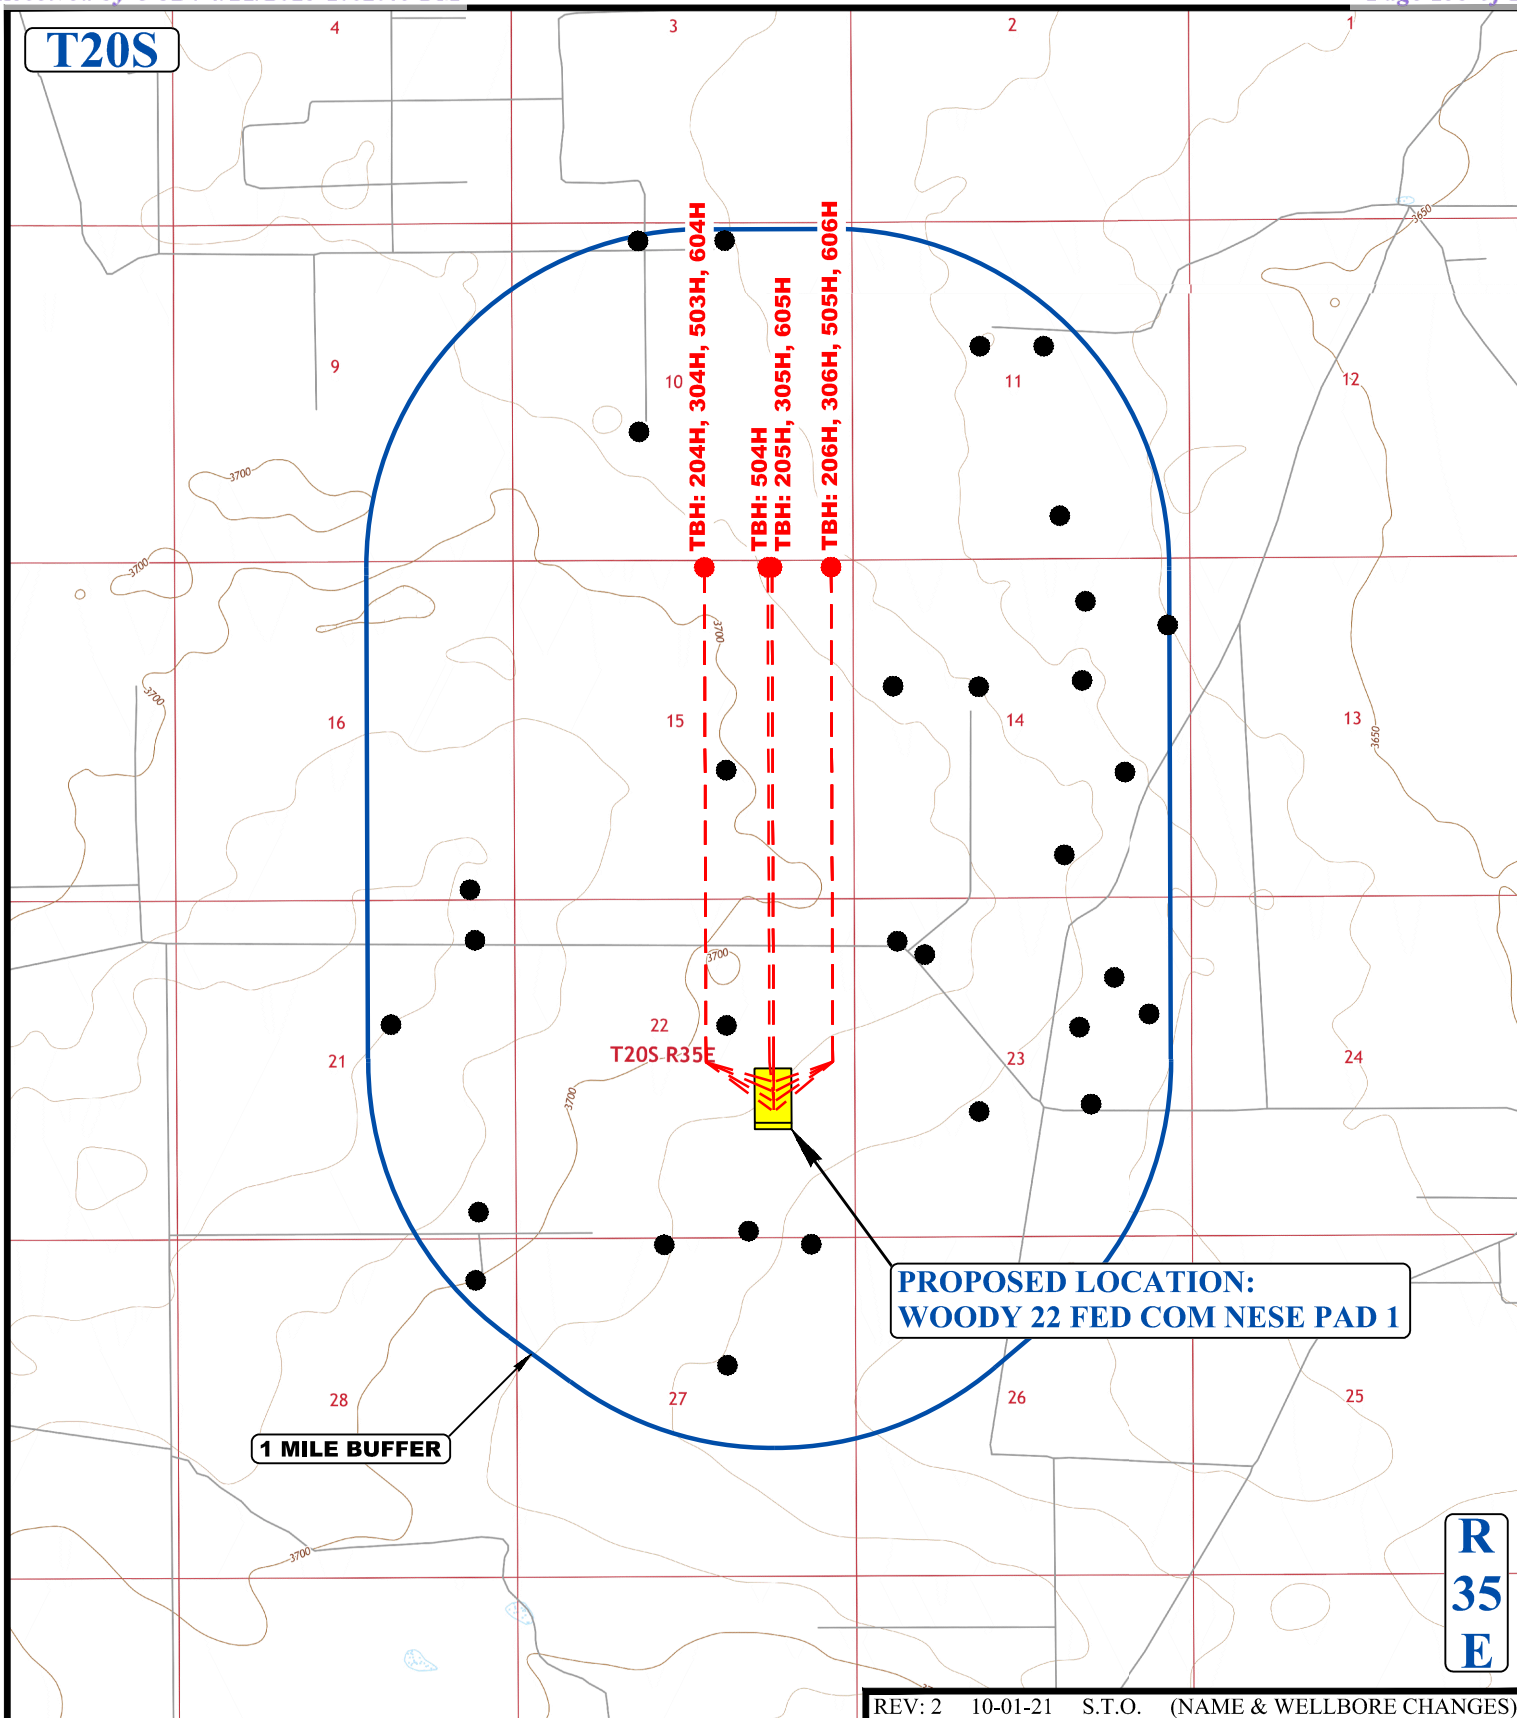 T20S
4
3
2
1
3650
TBH: 204H, 304H, 503H, 604H
TBH: 504H
TBH: 205H, 305H, 605H
TBH: 206H, 306H, 505H, 606H
9
10
11
12
3700
3700
3700
3700
16
15
14
13
3650
3700
22
T20S R35E
21
23
24
3700
PROPOSED LOCATION:
WOODY 22 FED COM NESE PAD 1
28
27
26
25
1 MILE BUFFER
3700
R
35
E
REV: 2 10-01-21 S.T.O. (NAME & WELLBORE CHANGES)